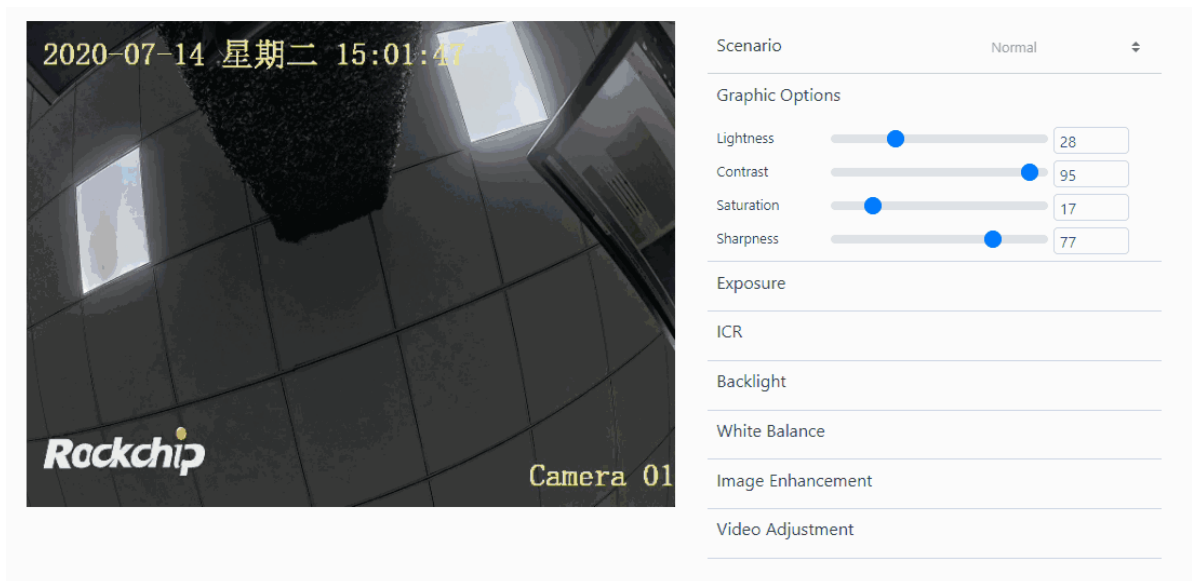 2020-07-14 星期二 15:01:47
Rockchip
Camera 01
Scenario Normal
Graphic Options
Lightness 28
Contrast 95
Saturation 17
Sharpness 77
Exposure
ICR
Backlight
White Balance
Image Enhancement
Video Adjustment